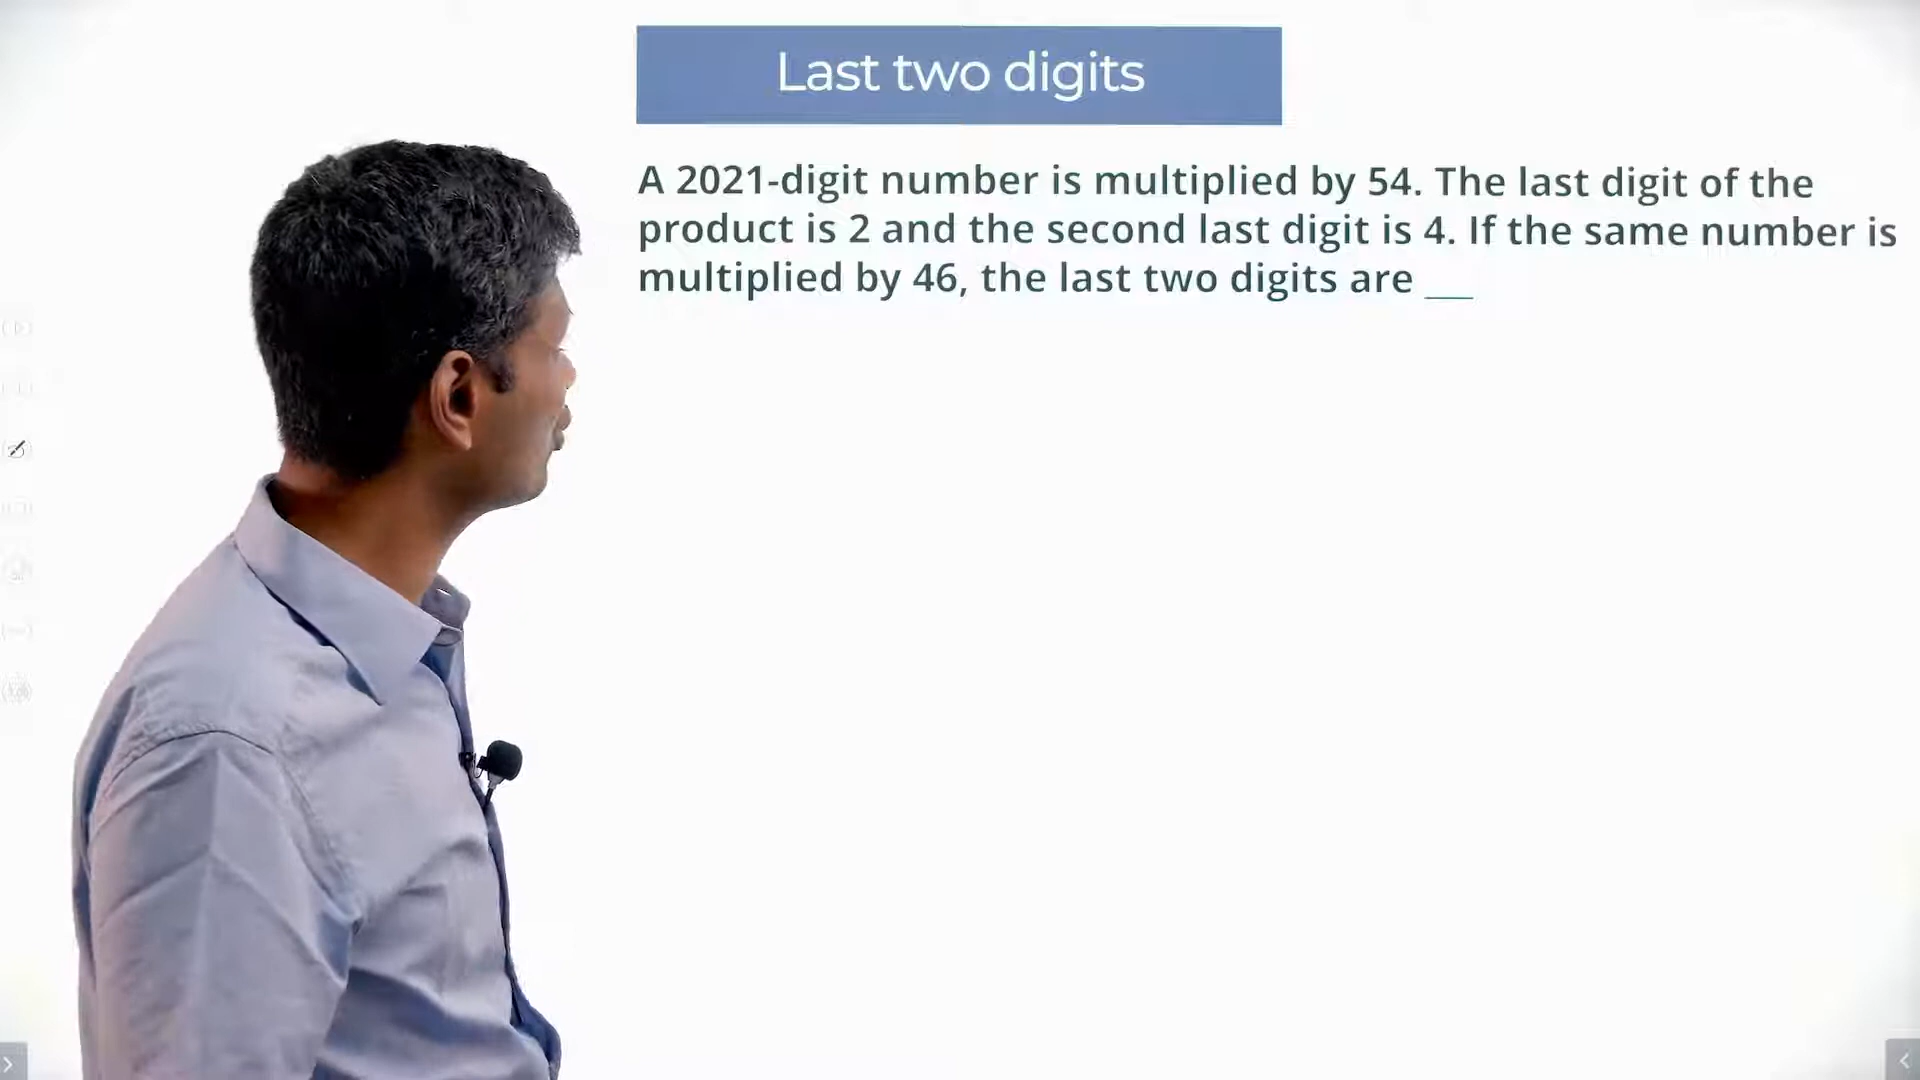 Last two digits
A 2021-digit number is multiplied by 54. The last digit of the
product is 2 and the second last digit is 4. If the same number is
multiplied by 46, the last two digits are ___